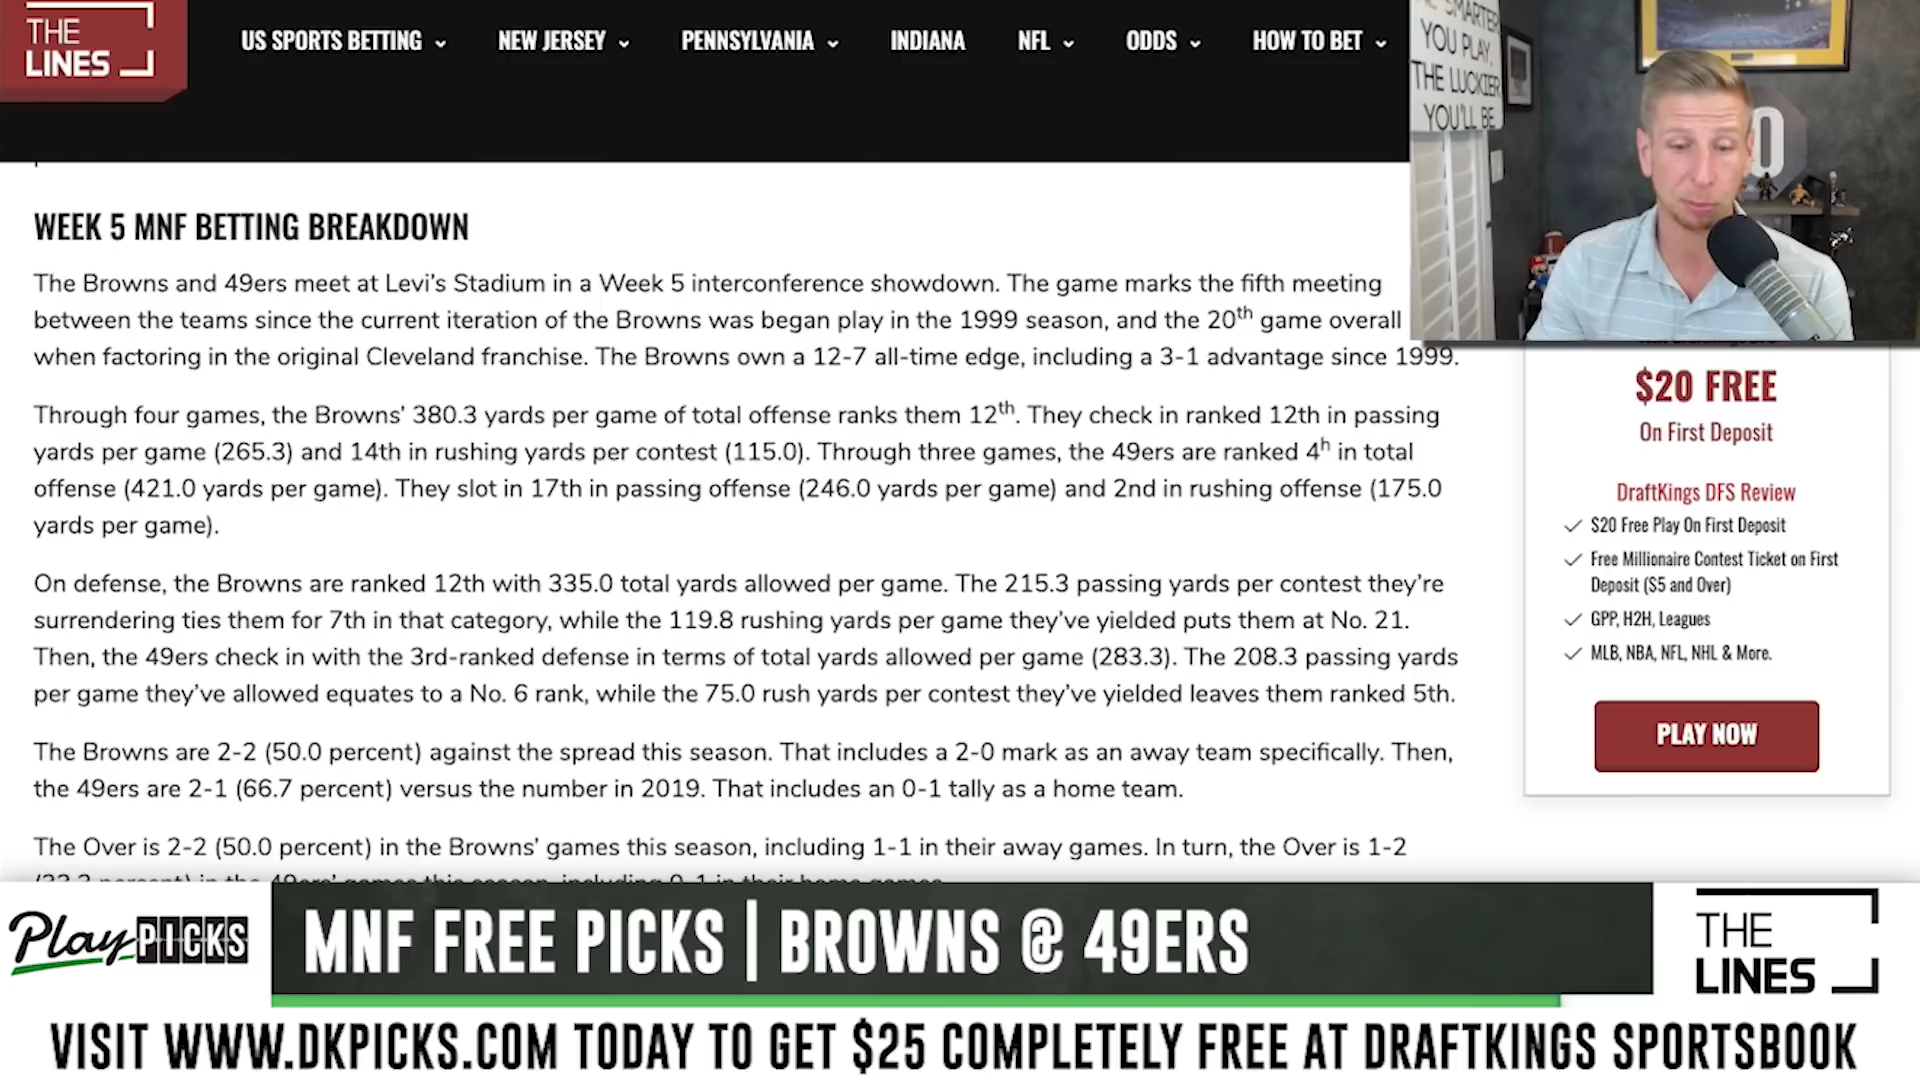 THE
LINES
US SPORTS BETTING
NEW JERSEY
PENNSYLVANIA
INDIANA
NFL
ODDS
HOW TO BET
SMARTER
YOU PLAY,
THE LUCKIER
YOU'LL BE
WEEK 5 MNF BETTING BREAKDOWN
The Browns and 49ers meet at Levi's Stadium in a Week 5 interconference showdown. The game marks the fifth meeting
between the teams since the current iteration of the Browns was began play in the 1999 season, and the 20th game overall
when factoring in the original Cleveland franchise. The Browns own a 12-7 all-time edge, including a 3-1 advantage since 1999.
Through four games, the Browns' 380.3 yards per game of total offense ranks them 12th. They check in ranked 12th in passing
yards per game (265.3) and 14th in rushing yards per contest (115.0). Through three games, the 49ers are ranked 4h in total
offense (421.0 yards per game). They slot in 17th in passing offense (246.0 yards per game) and 2nd in rushing offense (175.0
yards per game).
On defense, the Browns are ranked 12th with 335.0 total yards allowed per game. The 215.3 passing yards per contest they're
surrendering ties them for 7th in that category, while the 119.8 rushing yards per game they've yielded puts them at No. 21.
Then, the 49ers check in with the 3rd-ranked defense in terms of total yards allowed per game (283.3). The 208.3 passing yards
per game they've allowed equates to a No. 6 rank, while the 75.0 rush yards per contest they've yielded leaves them ranked 5th.
The Browns are 2-2 (50.0 percent) against the spread this season. That includes a 2-0 mark as an away team specifically. Then,
the 49ers are 2-1 (66.7 percent) versus the number in 2019. That includes an 0-1 tally as a home team.
The Over is 2-2 (50.0 percent) in the Browns' games this season, including 1-1 in their away games. In turn, the Over is 1-2
(33.3 percent) in the 49ers' games this season, including 0-1 in their home games.
$20 FREE
On First Deposit
DraftKings DFS Review
$20 Free Play On First Deposit
Free Millionaire Contest Ticket on First
Deposit ($5 and Over)
GPP, H2H, Leagues
MLB, NBA, NFL, NHL & More.
PLAY NOW
Play PICKS
MNF FREE PICKS | BROWNS @ 49ERS
THE
LINES
VISIT WWW.DKPICKS.COM TODAY TO GET $25 COMPLETELY FREE AT DRAFTKINGS SPORTSBOOK